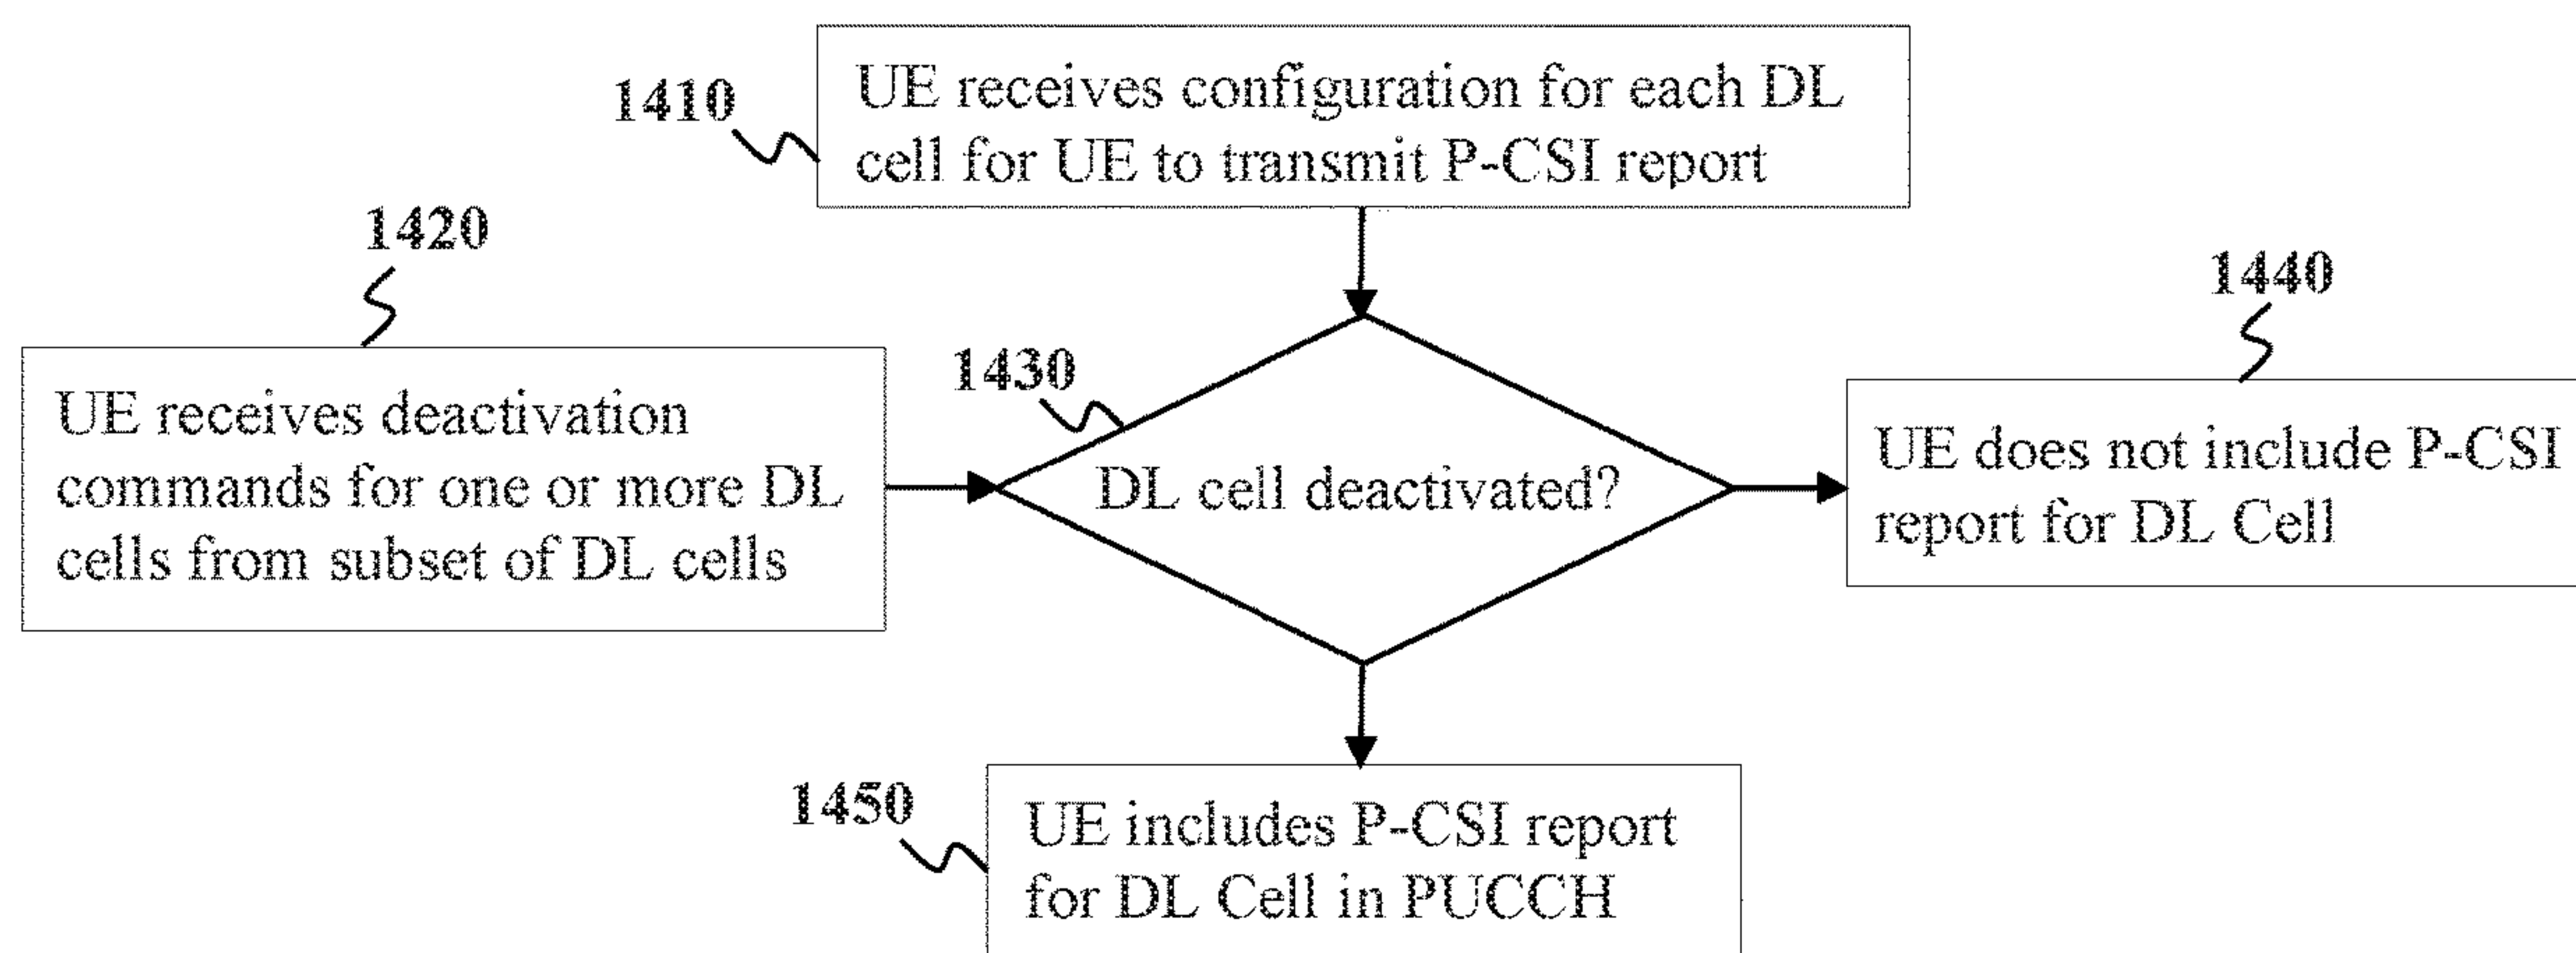 1410
UE receives configuration for each DL
cell for UE to transmit P-CSI report
1420
UE receives deactivation
commands for one or more DL
cells from subset of DL cells
1430
DL cell deactivated?
1440
UE does not include P-CSI
report for DL Cell
1450
UE includes P-CSI report
for DL Cell in PUCCH